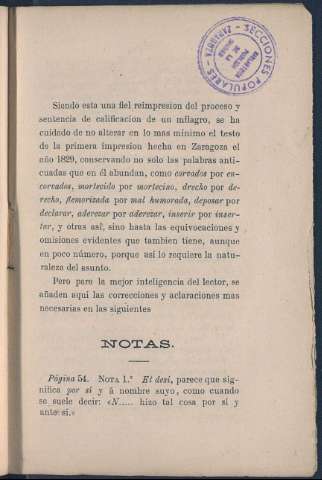 SECCIONES POPULARES - ZARAGOZA -
Siendo esta una fiel reimpresion del proceso y
sentencia de calificacion de un milagro, se ha
cuidado de no alterar en lo mas mínimo el testo
de la primera impresion hecha en Zaragoza el
año 1829, conservando no solo las palabras anti-
cuadas que en él abundan, como corvados por en-
corvados, mortecido por mortecino, drecho por de-
recho, flemorizada por mal humorada, deposar por
declarar, aderezar por aderezar, inserir por inser-
tar, y otras así, sino hasta las equivocaciones y
omisiones evidentes que tambien tiene, aunque
en poco número, porque así lo requiere la natu-
raleza del asunto.
Pero para la mejor inteligencia del lector, se
añaden aquí las correcciones y aclaraciones mas
necesarias en las siguientes
NOTAS.
Página 54. NOTA 1.ª El desi, parece que sig-
nifica por sí y á nombre suyo, como cuando
se suele decir: «N..... hizo tal cosa por sí y
ante sí.»